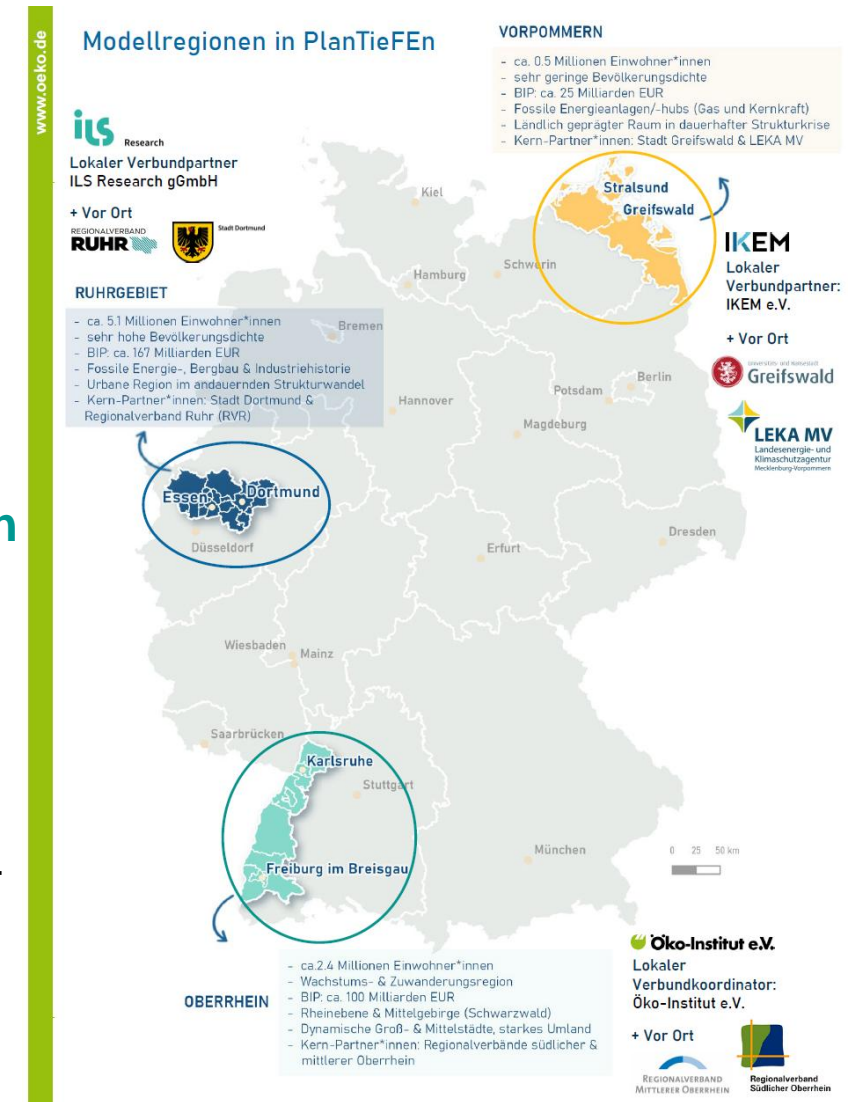 www.oeko.de
Modellregionen in PlanTieFEn
VORPOMMERN
- ca. 0.5 Millionen Einwohner*innen
- sehr geringe Bevölkerungsdichte
- BIP: ca. 25 Milliarden EUR
- Fossile Energieanlagen/-hubs (Gas und Kernkraft)
- Ländlich geprägter Raum in dauerhafter Strukturkrise
- Kern-Partner*innen: Stadt Greifswald & LEKA MV
ils Research
Lokaler Verbundpartner
ILS Research gGmbH
+ Vor Ort
REGIONALVERBAND
RUHR
Stadt Dortmund
Kiel
Stralsund
Greifswald
Schwerin
Hamburg
IKEM
Lokaler
Verbundpartner:
IKEM e.V.
+ Vor Ort
Universitäts- und Hansestadt
Greifswald
LEKA MV
Landesenergie- und
Klimaschutzagentur
Mecklenburg-Vorpommern
RUHRGEBIET
- ca. 5.1 Millionen Einwohner*innen
- sehr hohe Bevölkerungsdichte
- BIP: ca. 167 Milliarden EUR
- Fossile Energie-, Bergbau & Industriehistorie
- Urbane Region im andauernden Strukturwandel
- Kern-Partner*innen: Stadt Dortmund &
Regionalverband Ruhr (RVR)
Bremen
Hannover
Berlin
Potsdam
Magdeburg
Essen
Dortmund
Düsseldorf
n
Erfurt
Dresden
Wiesbaden
Mainz
Saarbrücken
Karlsruhe
Stuttgart
Freiburg im Breisgau
München
0 25 50 km
OBERRHEIN
- ca.2.4 Millionen Einwohner*innen
- Wachstums- & Zuwanderungsregion
- BIP: ca. 100 Milliarden EUR
- Rheinebene & Mittelgebirge (Schwarzwald)
- Dynamische Groß- & Mittelstädte, starkes Umland
- Kern-Partner*innen: Regionalverbände südlicher &
mittlerer Oberrhein
Öko-Institut e.V.
Lokaler
Verbundkoordinator:
Öko-Institut e.V.
+ Vor Ort
REGIONALVERBAND
MITTLERER OBERRHEIN
Regionalverband
Südlicher Oberrhein